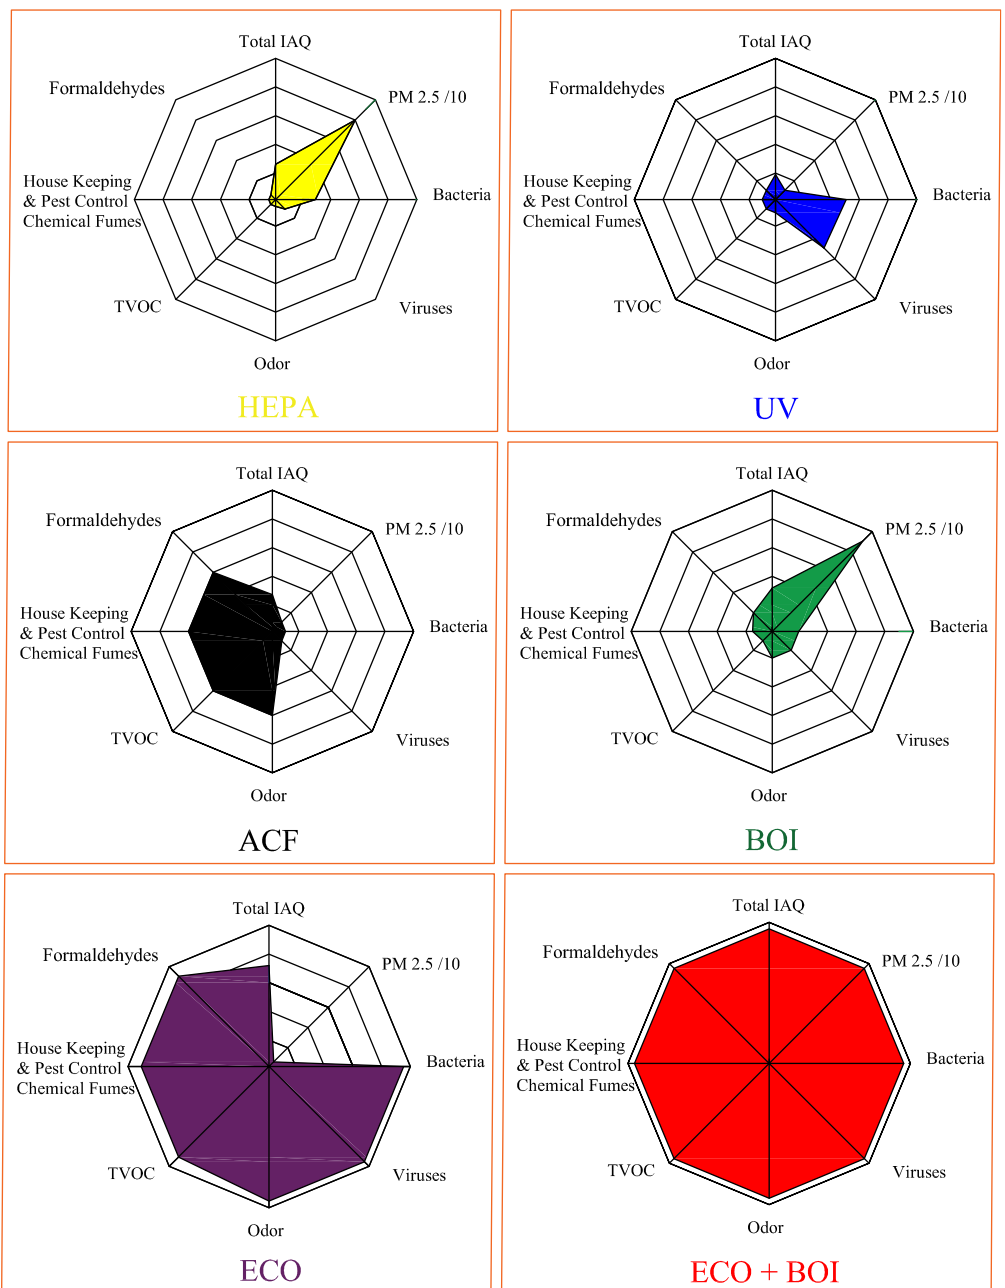 Total IAQ
Formaldehydes
PM 2.5 /10
House Keeping
& Pest Control
Chemical Fumes
Bacteria
TVOC
Viruses
Odor
HEPA
Total IAQ
Formaldehydes
PM 2.5 /10
House Keeping
& Pest Control
Chemical Fumes
Bacteria
TVOC
Viruses
Odor
UV
Total IAQ
Formaldehydes
PM 2.5 /10
House Keeping
& Pest Control
Chemical Fumes
Bacteria
TVOC
Viruses
Odor
ACF
Total IAQ
Formaldehydes
PM 2.5 /10
House Keeping
& Pest Control
Chemical Fumes
Bacteria
TVOC
Viruses
Odor
BOI
Total IAQ
Formaldehydes
PM 2.5 /10
House Keeping
& Pest Control
Chemical Fumes
Bacteria
TVOC
Viruses
Odor
ECO
Total IAQ
Formaldehydes
PM 2.5 /10
House Keeping
& Pest Control
Chemical Fumes
Bacteria
TVOC
Viruses
Odor
ECO + BOI